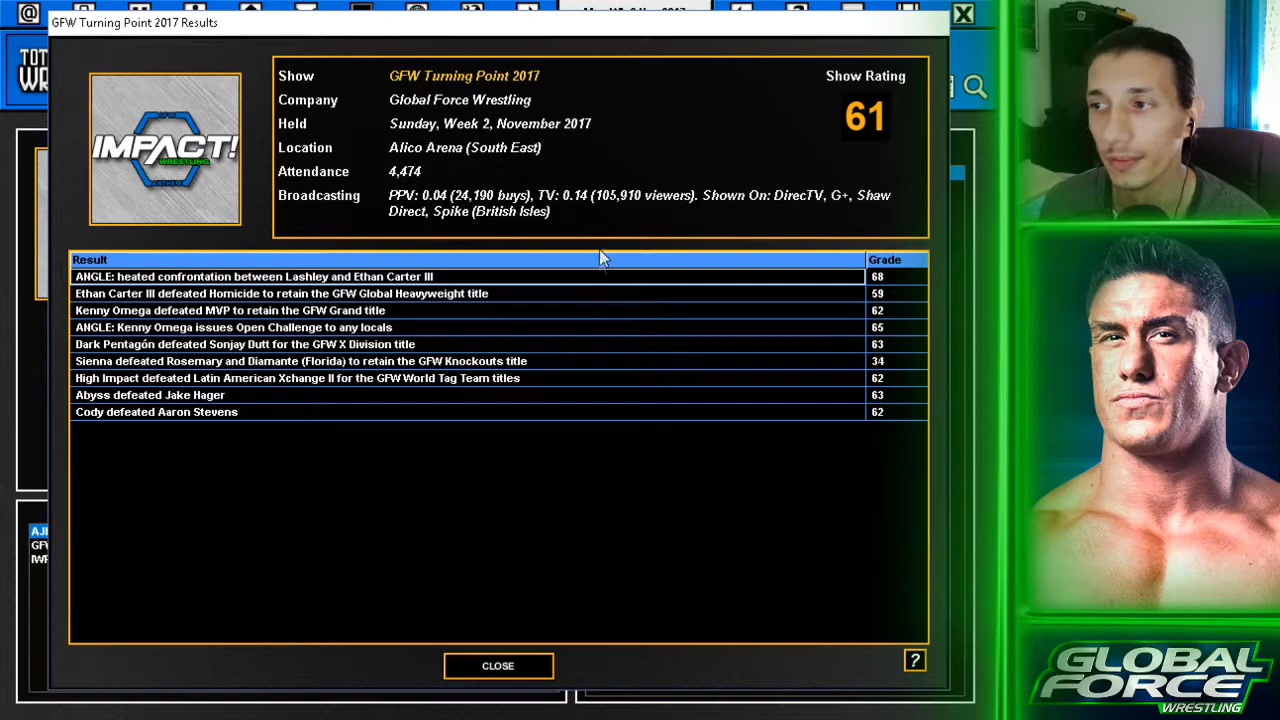 GFW Turning Point 2017 Results
Show GFW Turning Point 2017 Show Rating
Company Global Force Wrestling 61
Held Sunday, Week 2, November 2017
Location Alico Arena (South East)
Attendance 4,474
Broadcasting PPV: 0.04 (24,190 buys), TV: 0.14 (105,910 viewers). Shown On: DirecTV, G+, Shaw
Direct, Spike (British Isles)
GFW
IMPACT!
WRESTLING
ANTHEM
Result Grade
ANGLE: heated confrontation between Lashley and Ethan Carter III 68
Ethan Carter III defeated Homicide to retain the GFW Global Heavyweight title 59
Kenny Omega defeated MVP to retain the GFW Grand title 62
ANGLE: Kenny Omega issues Open Challenge to any locals 65
Dark Pentagón defeated Sonjay Dutt for the GFW X Division title 63
Sienna defeated Rosemary and Diamante (Florida) to retain the GFW Knockouts title 34
High Impact defeated Latin American Xchange II for the GFW World Tag Team titles 62
Abyss defeated Jake Hager 63
Cody defeated Aaron Stevens 62
CLOSE
?
GLOBAL
FORCE
WRESTLING